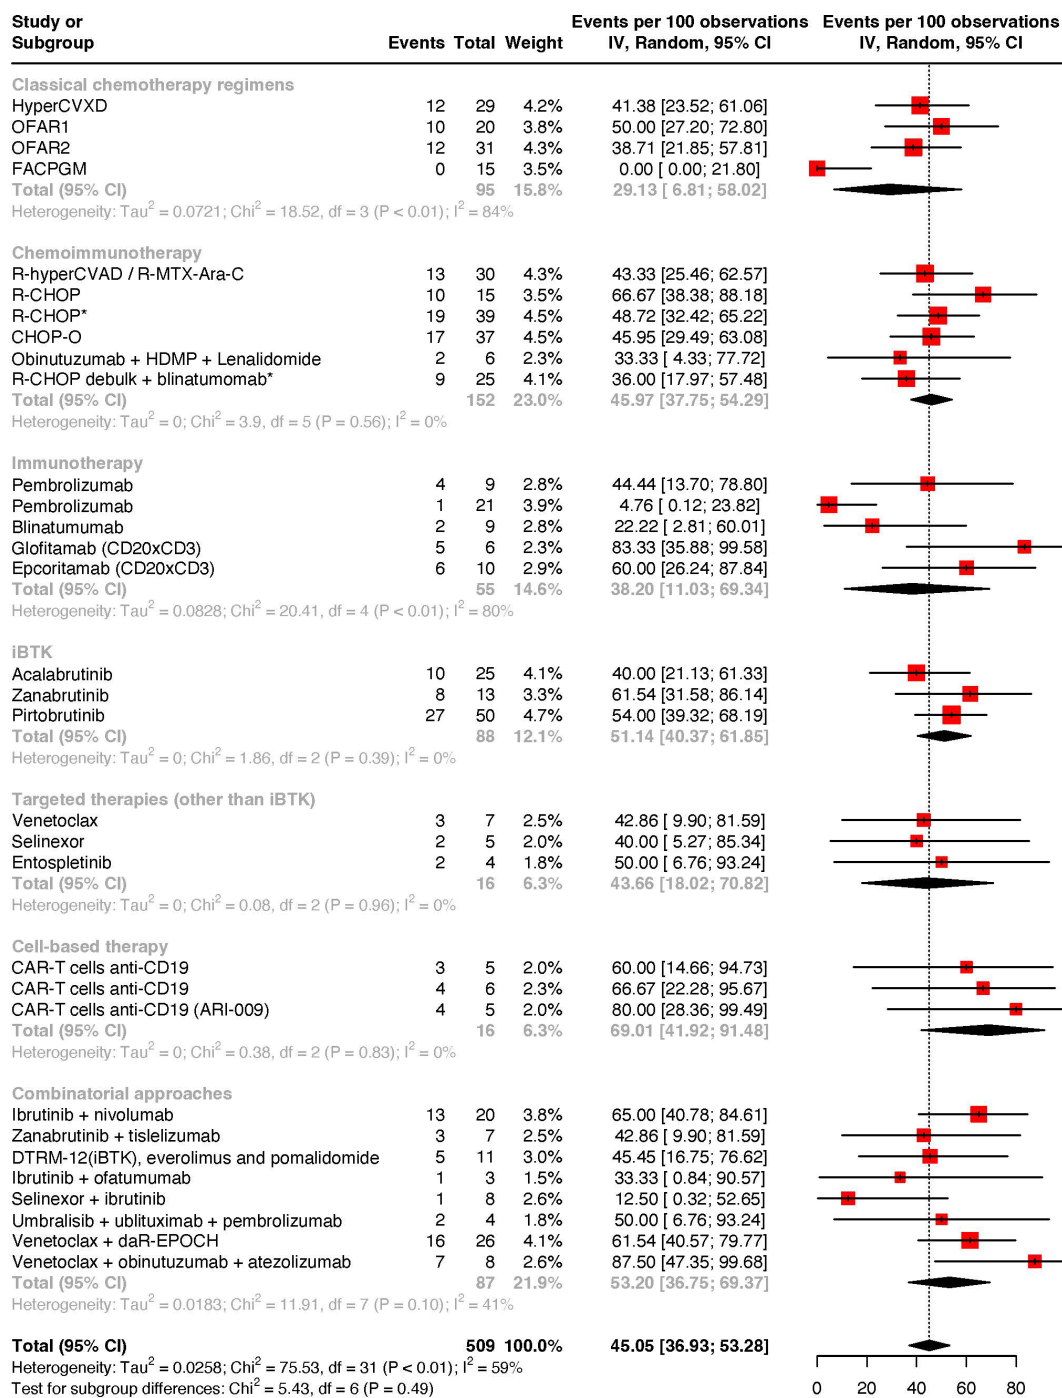 Study or Events per 100 observations Events per 100 observations
Subgroup Events Total Weight IV, Random, 95% CI IV, Random, 95% CI
Classical chemotherapy regimens
HyperCVXD 12 29 4.2% 41.38 [23.52; 61.06]
OFAR1 10 20 3.8% 50.00 [27.20; 72.80]
OFAR2 12 31 4.3% 38.71 [21.85; 57.81]
FACPGM 0 15 3.5% 0.00 [ 0.00; 21.80]
Total (95% CI) 95 15.8% 29.13 [ 6.81; 58.02]
Heterogeneity: Tau² = 0.0721; Chi² = 18.52, df = 3 (P < 0.01); I² = 84%
Chemoimmunotherapy
R-hyperCVAD / R-MTX-Ara-C 13 30 4.3% 43.33 [25.46; 62.57]
R-CHOP 10 15 3.5% 66.67 [38.38; 88.18]
R-CHOP* 19 39 4.5% 48.72 [32.42; 65.22]
CHOP-O 17 37 4.5% 45.95 [29.49; 63.08]
Obinutuzumab + HDMP + Lenalidomide 2 6 2.3% 33.33 [ 4.33; 77.72]
R-CHOP debulk + blinatumomab* 9 25 4.1% 36.00 [17.97; 57.48]
Total (95% CI) 152 23.0% 45.97 [37.75; 54.29]
Heterogeneity: Tau² = 0; Chi² = 3.9, df = 5 (P = 0.56); I² = 0%
Immunotherapy
Pembrolizumab 4 9 2.8% 44.44 [13.70; 78.80]
Pembrolizumab 1 21 3.9% 4.76 [ 0.12; 23.82]
Blinatumumab 2 9 2.8% 22.22 [ 2.81; 60.01]
Glofitamab (CD20xCD3) 5 6 2.3% 83.33 [35.88; 99.58]
Epcoritamab (CD20xCD3) 6 10 2.9% 60.00 [26.24; 87.84]
Total (95% CI) 55 14.6% 38.20 [11.03; 69.34]
Heterogeneity: Tau² = 0.0828; Chi² = 20.41, df = 4 (P < 0.01); I² = 80%
iBTK
Acalabrutinib 10 25 4.1% 40.00 [21.13; 61.33]
Zanabrutinib 8 13 3.3% 61.54 [31.58; 86.14]
Pirtobrutinib 27 50 4.7% 54.00 [39.32; 68.19]
Total (95% CI) 88 12.1% 51.14 [40.37; 61.85]
Heterogeneity: Tau² = 0; Chi² = 1.86, df = 2 (P = 0.39); I² = 0%
Targeted therapies (other than iBTK)
Venetoclax 3 7 2.5% 42.86 [ 9.90; 81.59]
Selinexor 2 5 2.0% 40.00 [ 5.27; 85.34]
Entospletinib 2 4 1.8% 50.00 [ 6.76; 93.24]
Total (95% CI) 16 6.3% 43.66 [18.02; 70.82]
Heterogeneity: Tau² = 0; Chi² = 0.08, df = 2 (P = 0.96); I² = 0%
Cell-based therapy
CAR-T cells anti-CD19 3 5 2.0% 60.00 [14.66; 94.73]
CAR-T cells anti-CD19 4 6 2.3% 66.67 [22.28; 95.67]
CAR-T cells anti-CD19 (ARI-009) 4 5 2.0% 80.00 [28.36; 99.49]
Total (95% CI) 16 6.3% 69.01 [41.92; 91.48]
Heterogeneity: Tau² = 0; Chi² = 0.38, df = 2 (P = 0.83); I² = 0%
Combinatorial approaches
Ibrutinib + nivolumab 13 20 3.8% 65.00 [40.78; 84.61]
Zanabrutinib + tislelizumab 3 7 2.5% 42.86 [ 9.90; 81.59]
DTRM-12(iBTK), everolimus and pomalidomide 5 11 3.0% 45.45 [16.75; 76.62]
Ibrutinib + ofatumumab 1 3 1.5% 33.33 [ 0.84; 90.57]
Selinexor + ibrutinib 1 8 2.6% 12.50 [ 0.32; 52.65]
Umbralisib + ublituximab + pembrolizumab 2 4 1.8% 50.00 [ 6.76; 93.24]
Venetoclax + daR-EPOCH 16 26 4.1% 61.54 [40.57; 79.77]
Venetoclax + obinutuzumab + atezolizumab 7 8 2.6% 87.50 [47.35; 99.68]
Total (95% CI) 87 21.9% 53.20 [36.75; 69.37]
Heterogeneity: Tau² = 0.0183; Chi² = 11.91, df = 7 (P = 0.10); I² = 41%
Total (95% CI) 509 100.0% 45.05 [36.93; 53.28]
Heterogeneity: Tau² = 0.0258; Chi² = 75.53, df = 31 (P < 0.01); I² = 59%
Test for subgroup differences: Chi² = 5.43, df = 6 (P = 0.49)
0 20 40 60 80